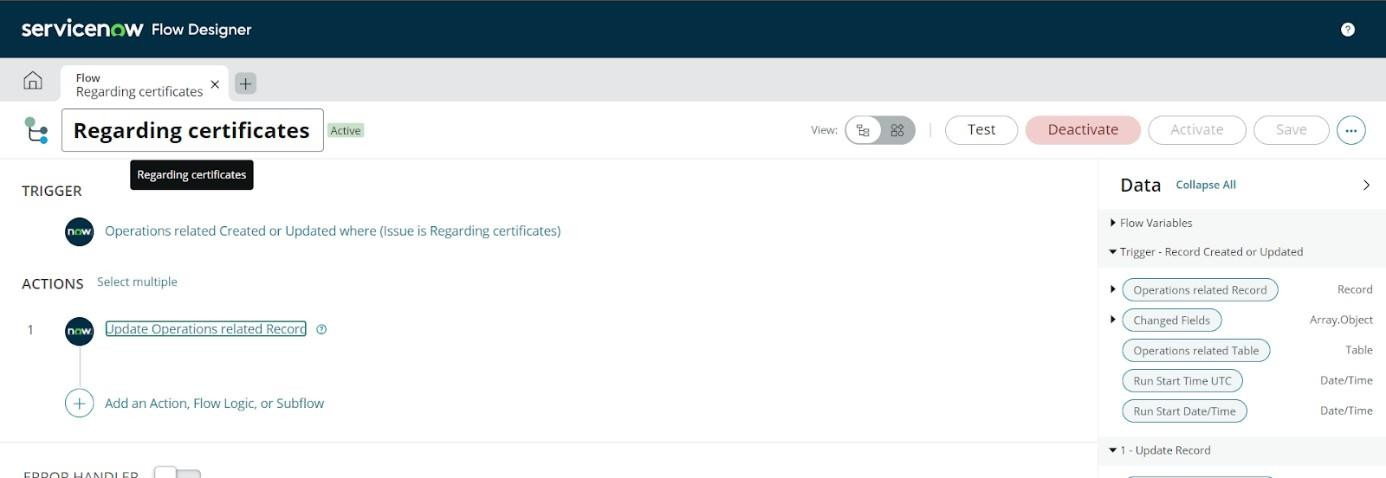 servicenow Flow Designer
?
Flow
Regarding certificates
Regarding certificates Active
View:
Test
Deactivate
Activate
Save
Regarding certificates
TRIGGER
now Operations related Created or Updated where (Issue is Regarding certificates)
ACTIONS Select multiple
1 now Update Operations related Record ?
Add an Action, Flow Logic, or Subflow
ERROR HANDLER
Data Collapse All
Flow Variables
Trigger - Record Created or Updated
Operations related Record Record
Changed Fields Array.Object
Operations related Table Table
Run Start Time UTC Date/Time
Run Start Date/Time Date/Time
1 - Update Record